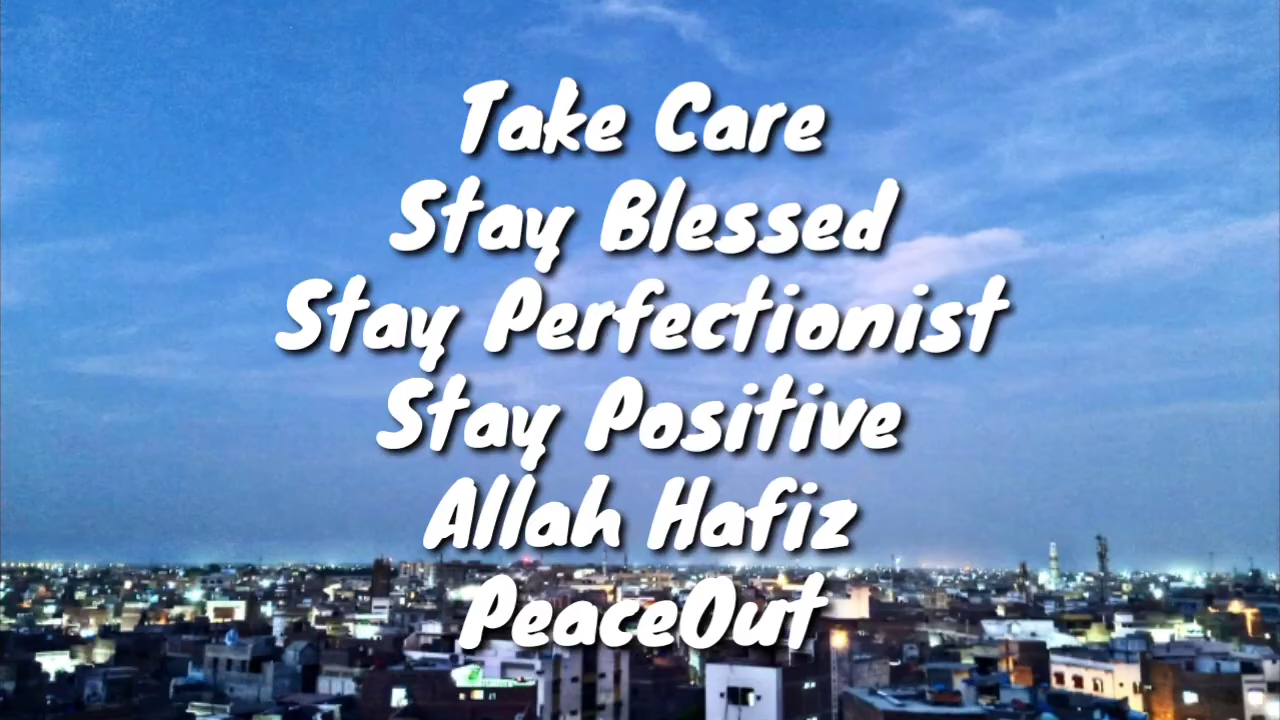 Take Care
Stay Blessed
Stay Perfectionist
Stay Positive
Allah Hafiz
PeaceOut